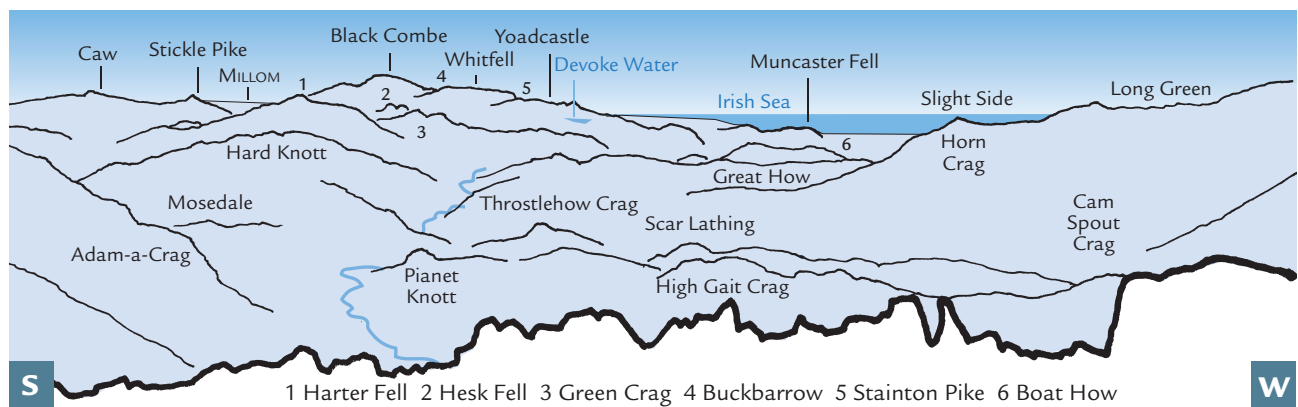 Caw
Stickle Pike
MILLOM
1
Black Combe
2
3
4
Whitfell
Yoadcastle
5
Devoke Water
Irish Sea
Muncaster Fell
6
Slight Side
Long Green
Horn
Crag
Hard Knott
Great How
Mosedale
Throstlehow Crag
Scar Lathing
Cam
Spout
Crag
Adam-a-Crag
Pianet
Knott
High Gait Crag
S
1 Harter Fell 2 Hesk Fell 3 Green Crag 4 Buckbarrow 5 Stainton Pike 6 Boat How
W